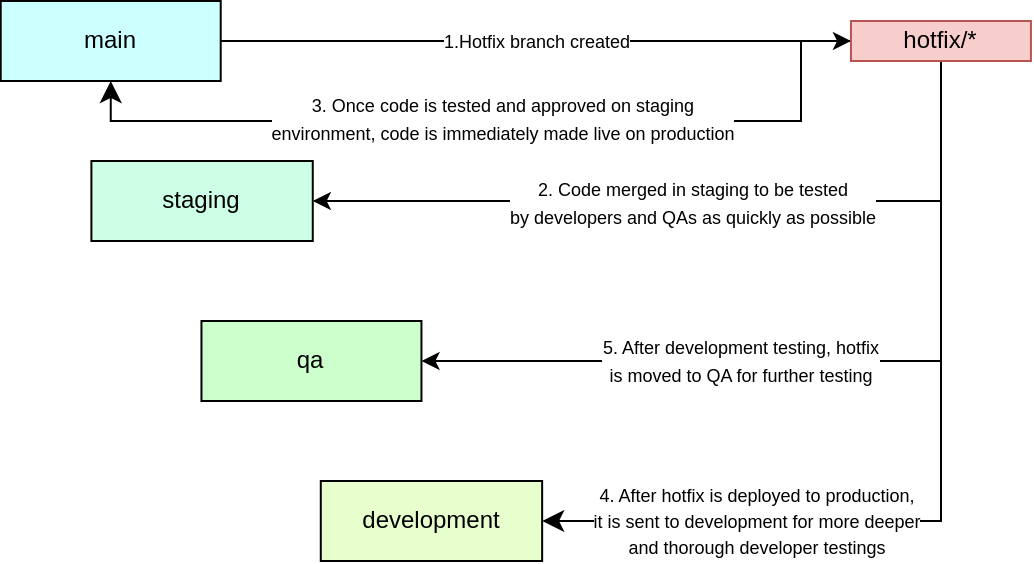 main
1.Hotfix branch created
hotfix/*
3. Once code is tested and approved on staging
environment, code is immediately made live on production
staging
2. Code merged in staging to be tested
by developers and QAs as quickly as possible
qa
5. After development testing, hotfix
is moved to QA for further testing
development
4. After hotfix is deployed to production,
it is sent to development for more deeper
and thorough developer testings